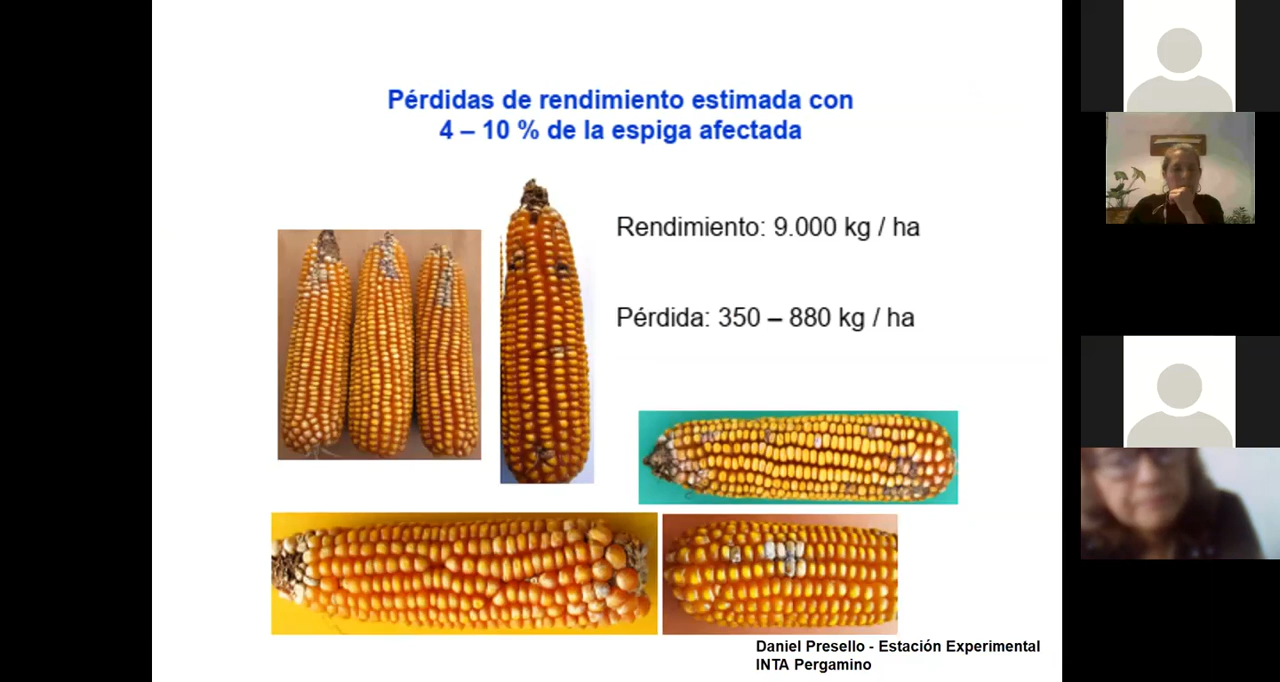 Pérdidas de rendimiento estimada con
4 – 10 % de la espiga afectada
Rendimiento: 9.000 kg / ha
Pérdida: 350 – 880 kg / ha
Daniel Presello - Estación Experimental
INTA Pergamino